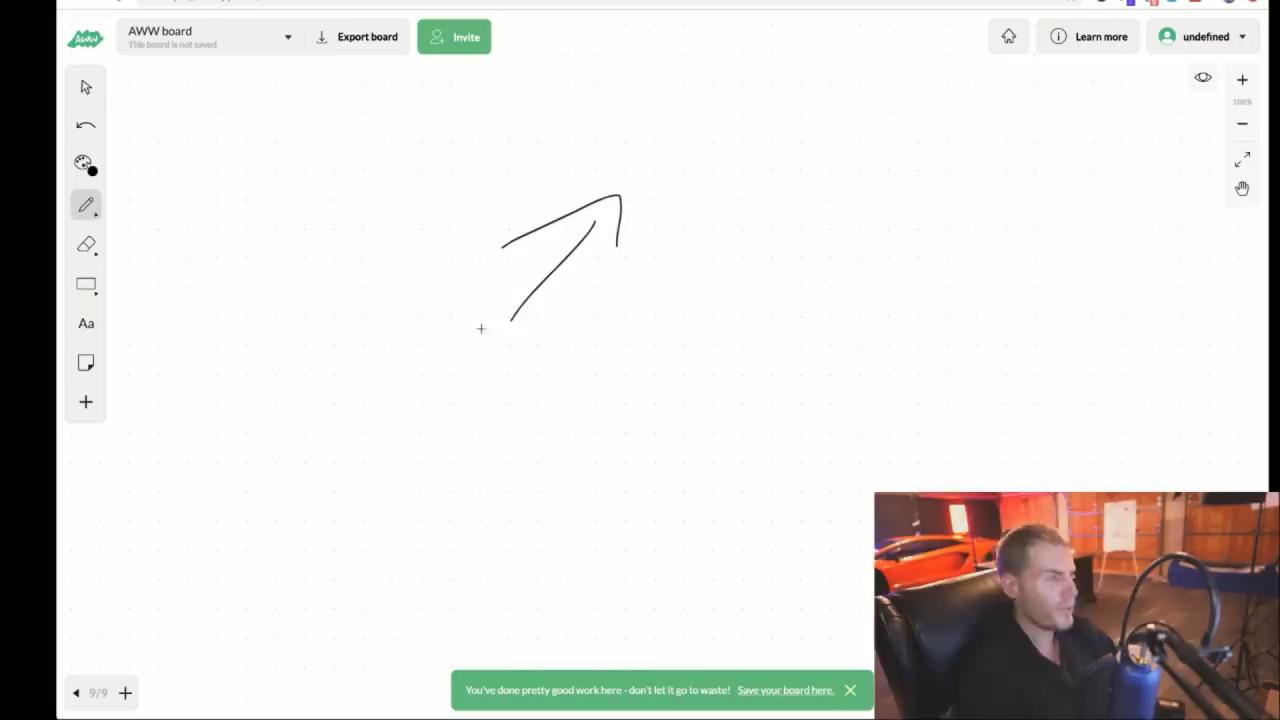 AWW
AWW board
This board is not saved
Export board
Invite
Learn more
undefined
100%
Aa
9/9
You've done pretty good work here - don't let it go to waste! Save your board here.